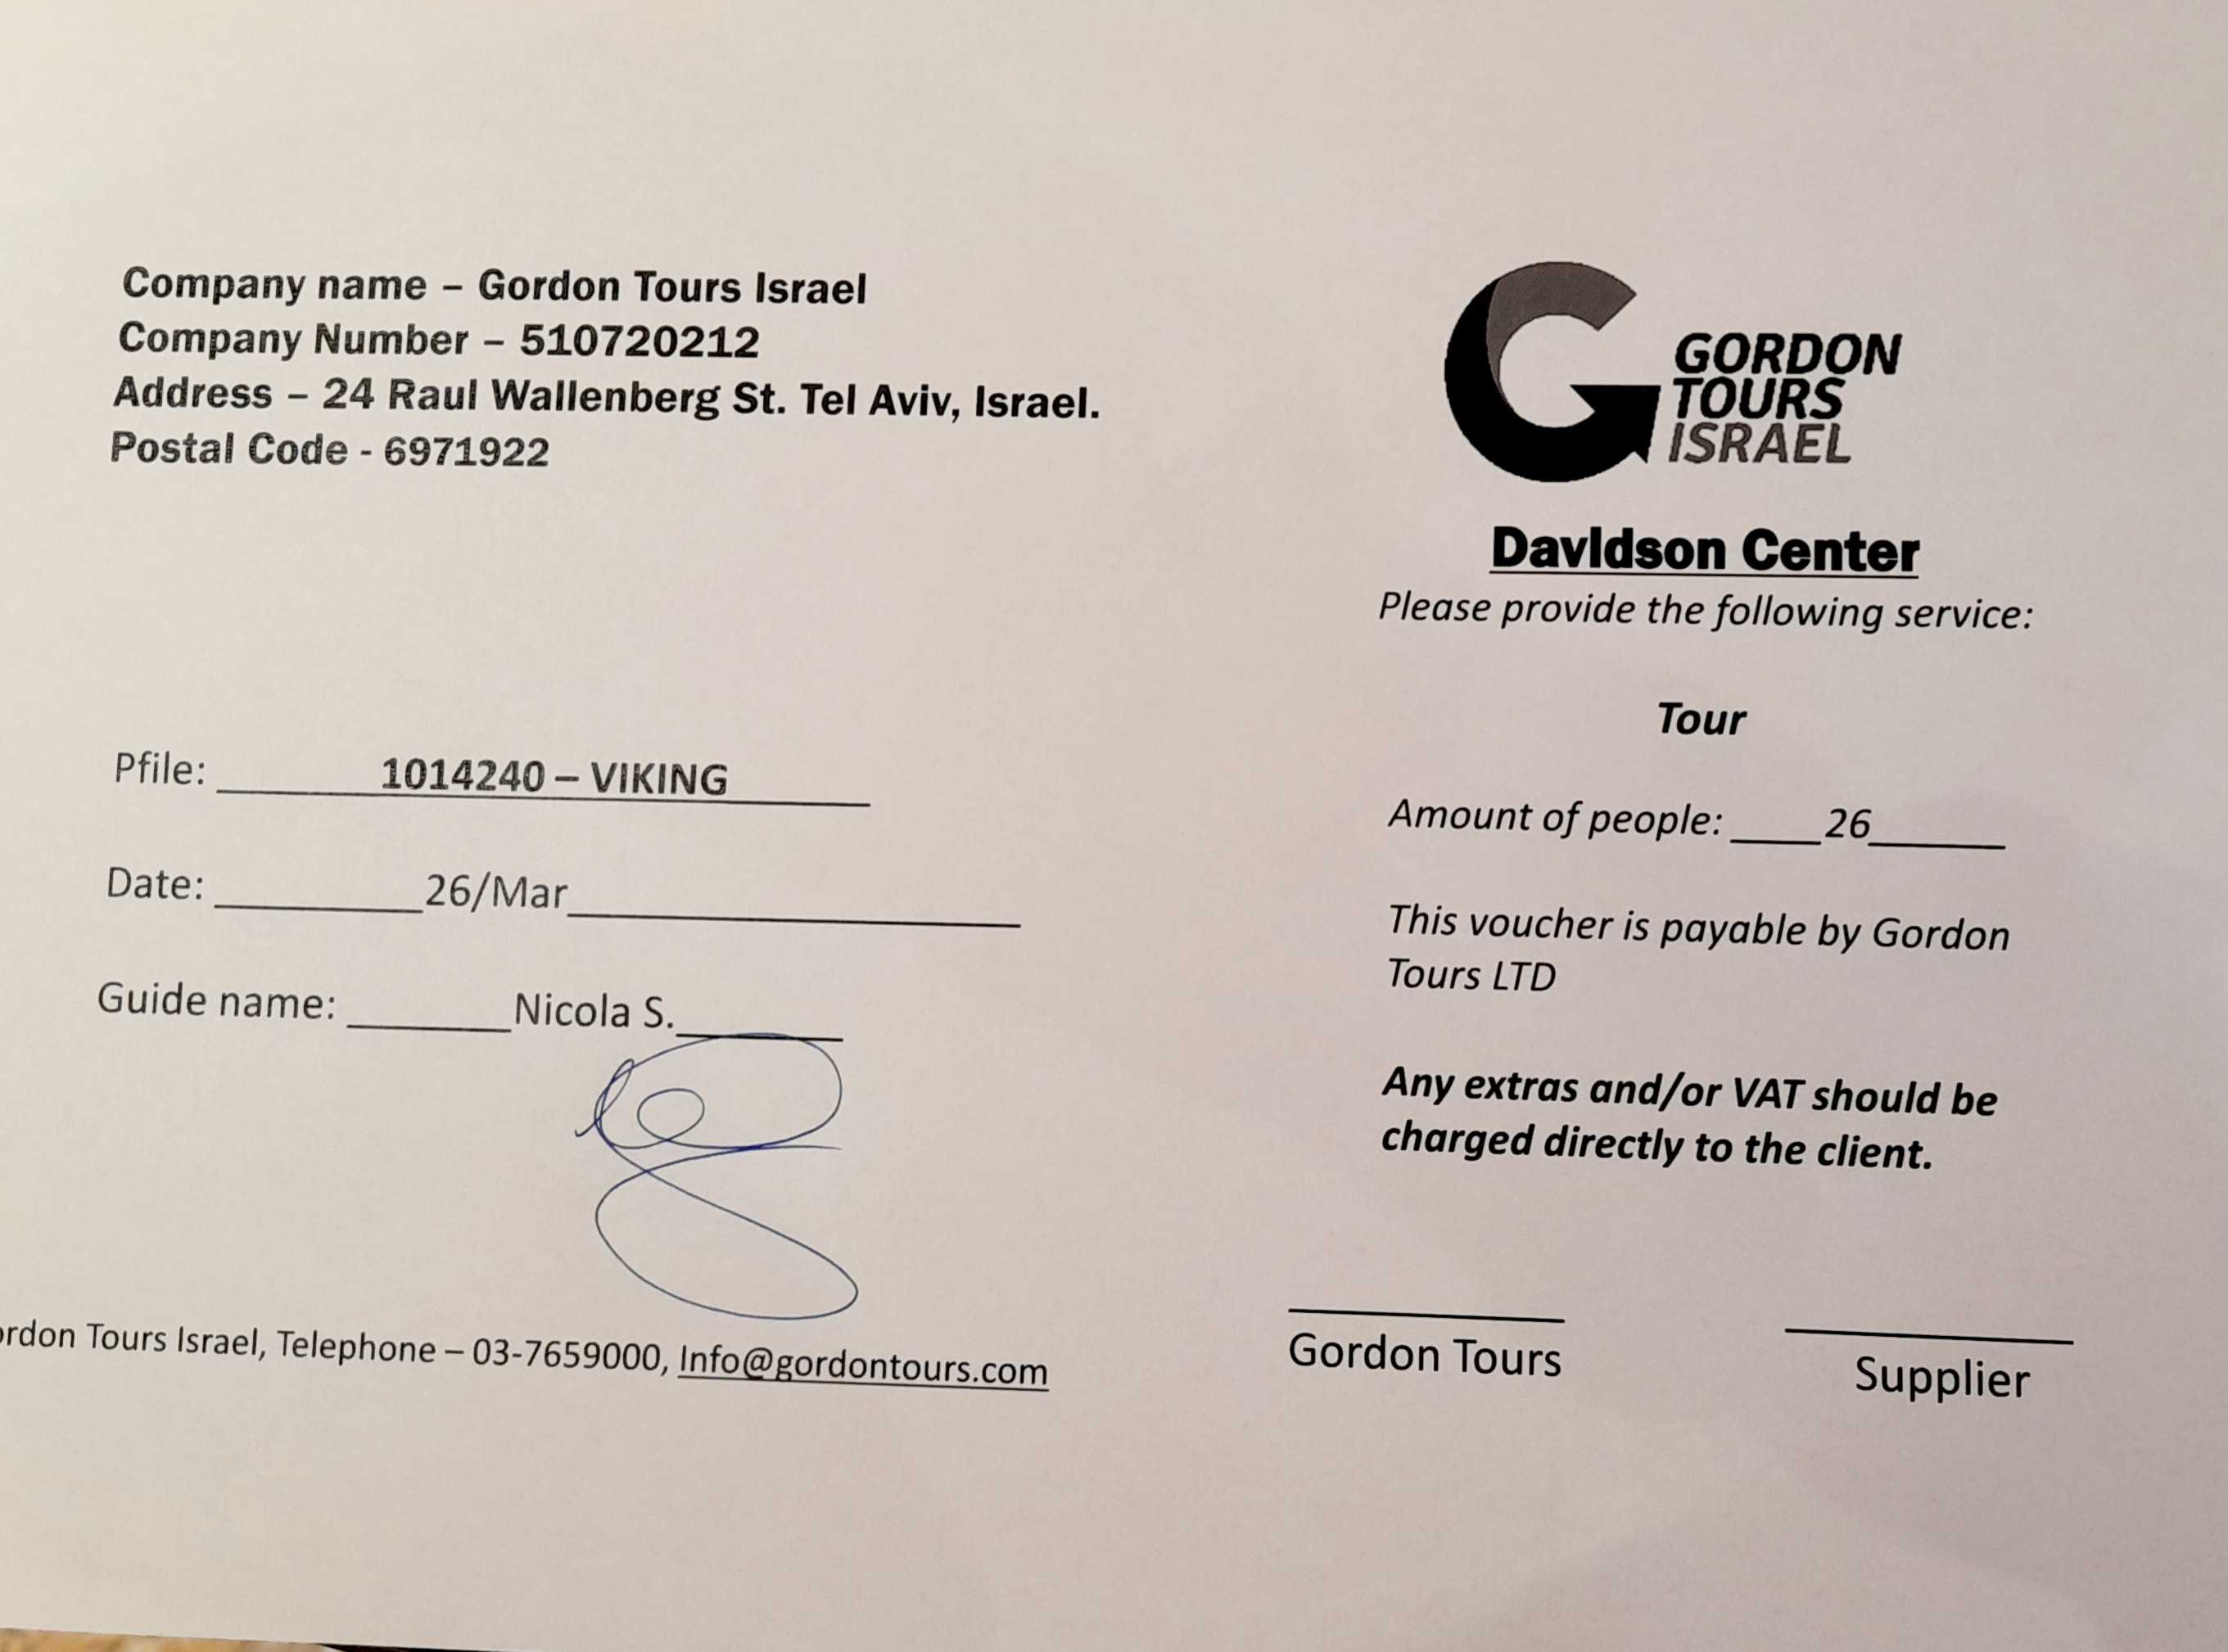 Company name – Gordon Tours Israel
Company Number – 510720212
Address – 24 Raul Wallenberg St. Tel Aviv, Israel.
Postal Code - 6971922
Pfile: 1014240 – VIKING
Date: 26/Mar
Guide name: Nicola S.
rdon Tours Israel, Telephone – 03-7659000, Info@gordontours.com
GORDON
TOURS
ISRAEL
DavIdson Center
Please provide the following service:
Tour
Amount of people: 26
This voucher is payable by Gordon
Tours LTD
Any extras and/or VAT should be
charged directly to the client.
Gordon Tours
Supplier